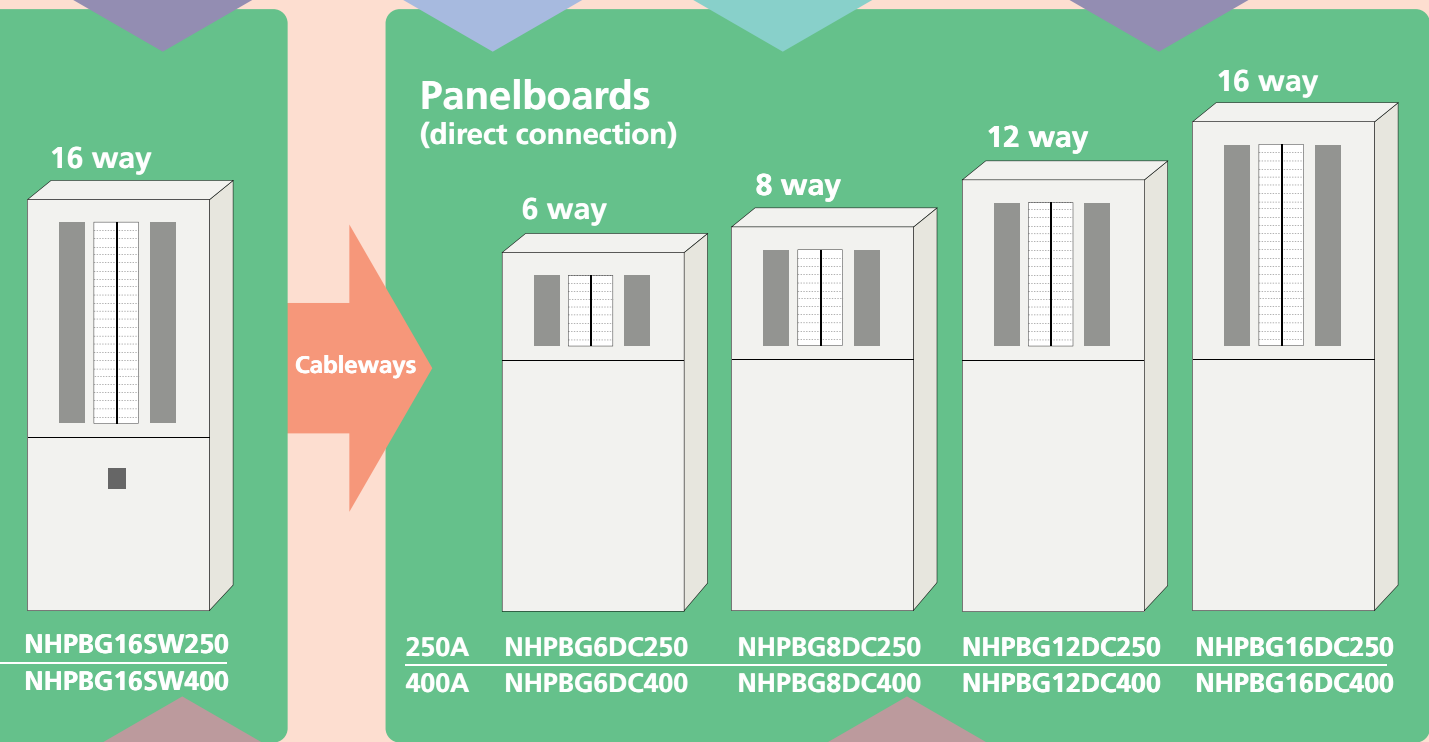 16 way
NHPBG16SW250
NHPBG16SW400
Cableways
Panelboards
(direct connection)
6 way
8 way
12 way
16 way
250A NHPBG6DC250 NHPBG8DC250 NHPBG12DC250 NHPBG16DC250
400A NHPBG6DC400 NHPBG8DC400 NHPBG12DC400 NHPBG16DC400